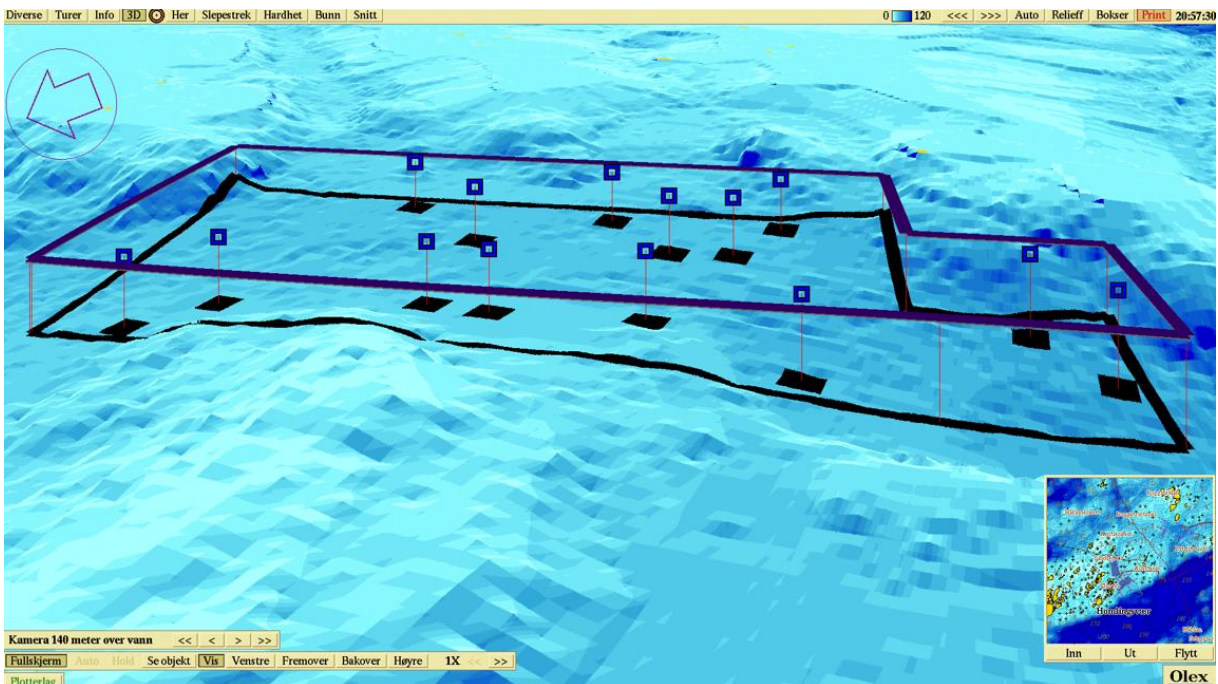 Diverse Turer Info 3D Her Slepestrek Hardhet Bunn Snitt 0 120 <<< >>> Auto Relieff Bokser Print 20:57:30
Husdingsvær
Kamera 140 meter over vann << < > >>
Inn Ut Flytt
Fullskjerm Auto Hold Se objekt Vis Venstre Fremover Bakover Høyre 1X << >>
Plotterlag
Olex